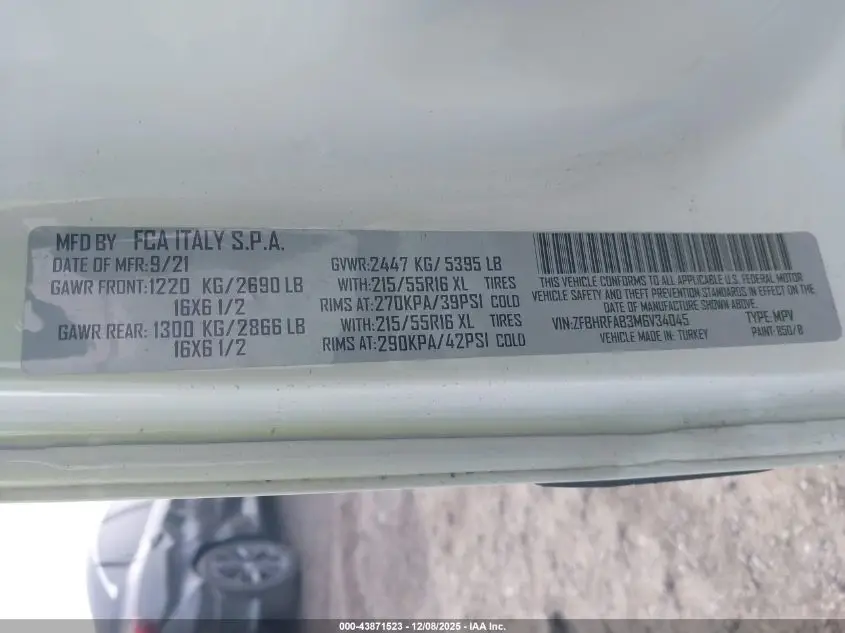 MFD BY FCA ITALY S.P.A.
DATE OF MFR: 9/21 GVWR: 2447 KG/ 5395 LB
GAWR FRONT: 1220 KG/2690 LB WITH: 215/55R16 XL TIRES
16X6 1/2 RIMS AT: 270KPA/39PSI COLD
GAWR REAR: 1300 KG/2866 LB WITH: 215/55R16 XL TIRES
16X6 1/2 RIMS AT: 290KPA/42PSI COLD
THIS VEHICLE CONFORMS TO ALL APPLICABLE U.S. FEDERAL MOTOR
VEHICLE SAFETY AND THEFT PREVENTION STANDARDS IN EFFECT ON THE
DATE OF MANUFACTURE SHOWN ABOVE.
VIN: ZFBHRFAB3M6V34045 TYPE: MPV
VEHICLE MADE IN: TURKEY PAINT: 850/B
000-43871523 - 12/08/2025 - IAA Inc.